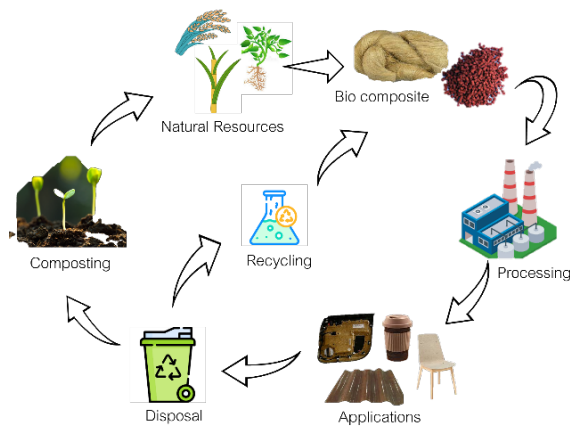 Natural Resources
Bio composite
Composting
Recycling
Processing
Disposal
Applications